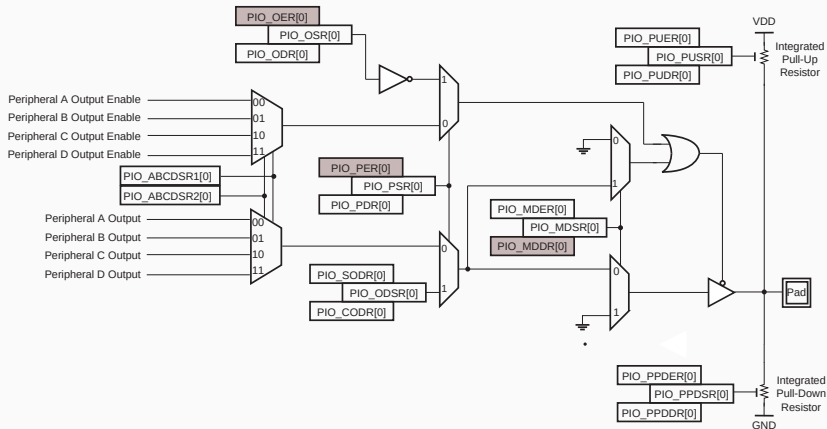 PIO_OER[0]
PIO_OSR[0]
PIO_ODR[0]
1
0
Peripheral A Output Enable
Peripheral B Output Enable
Peripheral C Output Enable
Peripheral D Output Enable
00
01
10
11
PIO_ABCDSR1[0]
PIO_ABCDSR2[0]
Peripheral A Output
Peripheral B Output
Peripheral C Output
Peripheral D Output
00
01
10
11
PIO_PER[0]
PIO_PSR[0]
PIO_PDR[0]
0
1
PIO_SODR[0]
PIO_ODSR[0]
PIO_CODR[0]
0
1
PIO_MDER[0]
PIO_MDSR[0]
PIO_MDDR[0]
0
1
PIO_PUER[0]
PIO_PUSR[0]
PIO_PUDR[0]
VDD
Integrated
Pull-Up
Resistor
Pad
PIO_PPDER[0]
PIO_PPDSR[0]
PIO_PPDDR[0]
Integrated
Pull-Down
Resistor
GND